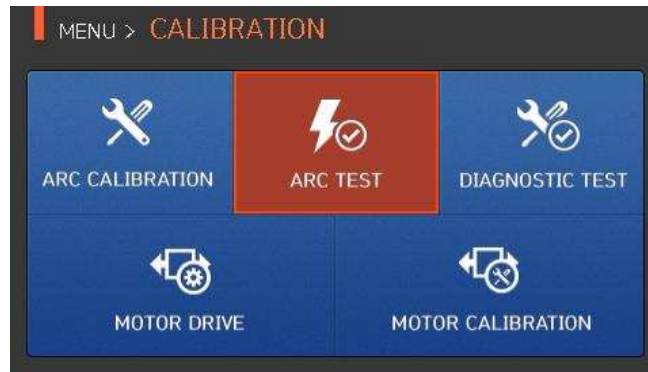 MENU > CALIBRATION
ARC CALIBRATION
ARC TEST
DIAGNOSTIC TEST
MOTOR DRIVE
MOTOR CALIBRATION